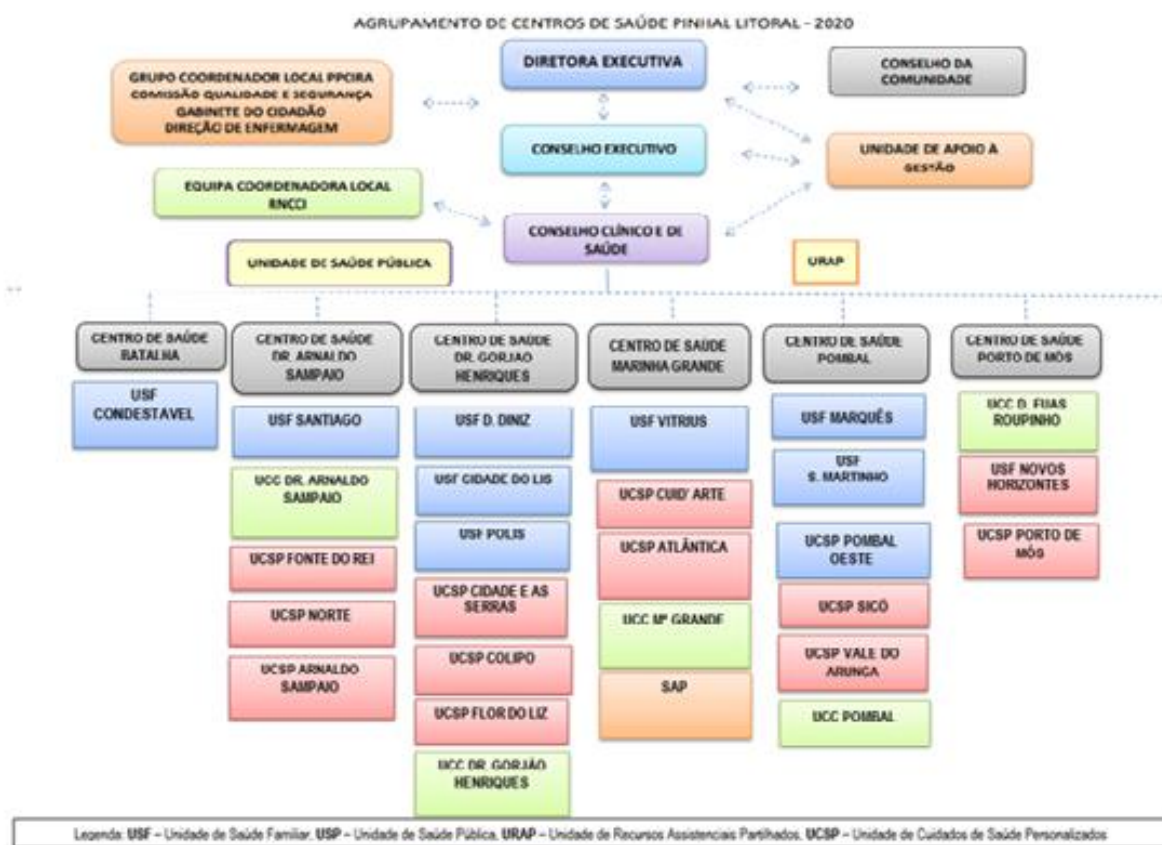 AGRUPAMENTO DE CENTROS DE SAÚDE PINHAL LITORAL - 2020
DIRETORA EXECUTIVA
CONSELHO DA
COMUNIDADE
GRUPO COORDENADOR LOCAL PPCIRA
COMISSÃO QUALIDADE E SEGURANÇA
GABINETE DO CIDADÃO
DIREÇÃO DE ENFERMAGEM
CONSELHO EXECUTIVO
UNIDADE DE APOIO À
GESTÃO
EQUIPA COORDENADORA LOCAL
RNCCI
CONSELHO CLÍNICO E DE
SAÚDE
UNIDADE DE SAÚDE PÚBLICA
URAP
CENTRO DE SAÚDE
BATALHA
USF
CONDESTÁVEL
CENTRO DE SAÚDE
DR. ARNALDO
SAMPAIO
USF SANTIAGO
UCC DR. ARNALDO
SAMPAIO
UCSP FONTE DO REI
UCSP NORTE
UCSP ARNALDO
SAMPAIO
CENTRO DE SAÚDE
DR. GORJÃO
HENRIQUES
USF D. DINIZ
USF CIDADE DO LIS
USF POLIS
UCSP CIDADE E AS
SERRAS
UCSP COLIPO
UCSP FLOR DO LIZ
UCC DR. GORJÃO
HENRIQUES
CENTRO DE SAÚDE
MARINHA GRANDE
USF VITRIUS
UCSP CUID' ARTE
UCSP ATLÂNTICA
UCC Mª GRANDE
SAP
CENTRO DE SAÚDE
POMBAL
USF MARQUÊS
USF
S. MARTINHO
UCSP POMBAL
OESTE
UCSP SICÓ
UCSP VALE DO
ARUNCA
UCC POMBAL
CENTRO DE SAÚDE
PORTO DE MÓS
UCC D. FUAS
ROUPINHO
USF NOVOS
HORIZONTES
UCSP PORTO DE
MÓS
Legenda: USF – Unidade de Saúde Familiar, USP – Unidade de Saúde Pública, URAP – Unidade de Recursos Assistenciais Partilhados, UCSP – Unidade de Cuidados de Saúde Personalizados